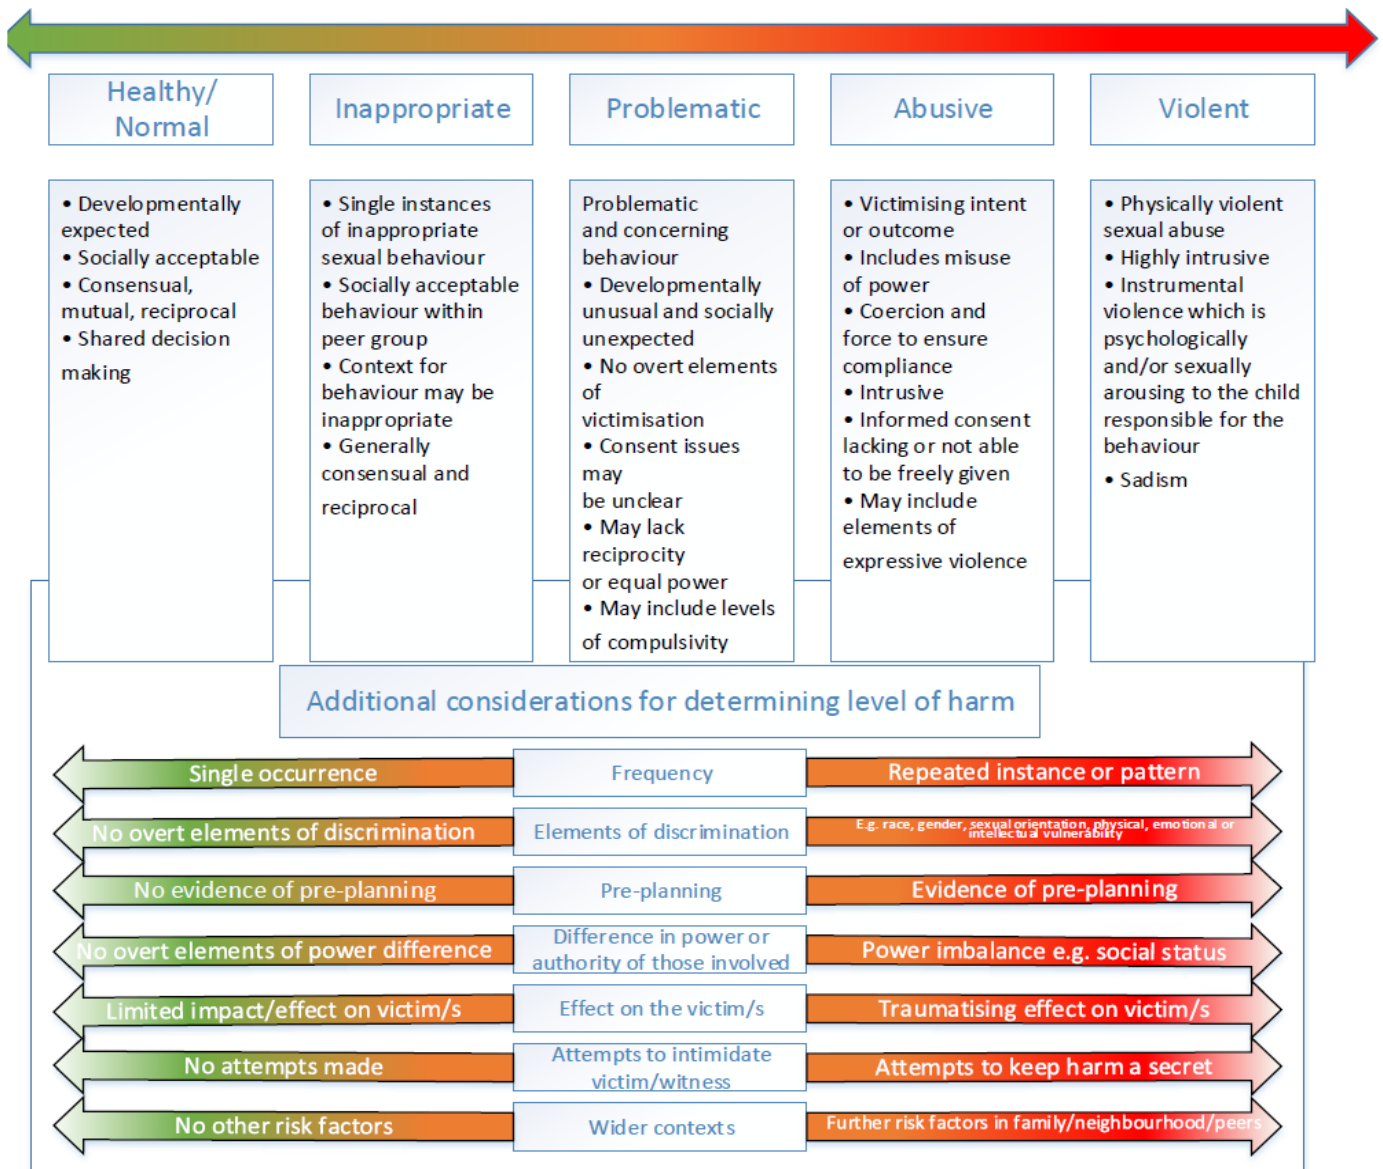 Healthy/
Normal
Inappropriate
Problematic
Abusive
Violent
• Developmentally
expected
• Socially acceptable
• Consensual,
mutual, reciprocal
• Shared decision
making
• Single instances
of inappropriate
sexual behaviour
• Socially acceptable
behaviour within
peer group
• Context for
behaviour may be
inappropriate
• Generally
consensual and
reciprocal
Problematic
and concerning
behaviour
• Developmentally
unusual and socially
unexpected
• No overt elements
of
victimisation
• Consent issues
may
be unclear
• May lack
reciprocity
or equal power
• May include levels
of compulsivity
• Victimising intent
or outcome
• Includes misuse
of power
• Coercion and
force to ensure
compliance
• Intrusive
• Informed consent
lacking or not able
to be freely given
• May include
elements of
expressive violence
• Physically violent
sexual abuse
• Highly intrusive
• Instrumental
violence which is
psychologically
and/or sexually
arousing to the child
responsible for the
behaviour
• Sadism
Additional considerations for determining level of harm
Single occurrence
Frequency
Repeated instance or pattern
No overt elements of discrimination
Elements of discrimination
E.g. race, gender, sexual orientation, physical, emotional or
intellectual vulnerability
No evidence of pre-planning
Pre-planning
Evidence of pre-planning
No overt elements of power difference
Difference in power or
authority of those involved
Power imbalance e.g. social status
Limited impact/effect on victim/s
Effect on the victim/s
Traumatising effect on victim/s
No attempts made
Attempts to intimidate
victim/witness
Attempts to keep harm a secret
No other risk factors
Wider contexts
Further risk factors in family/neighbourhood/peers